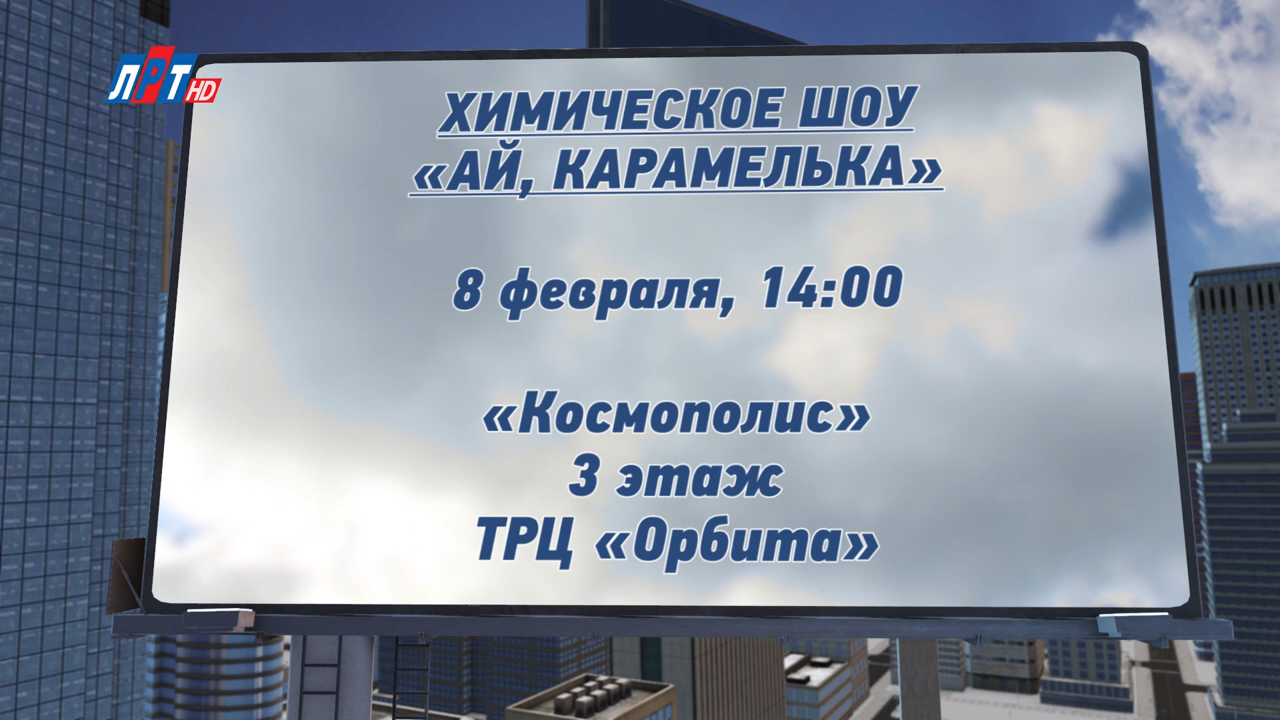 ЛРТ HD
ХИМИЧЕСКОЕ ШОУ
«АЙ, КАРАМЕЛЬКА»
8 февраля, 14:00
«Космополис»
3 этаж
ТРЦ «Орбита»